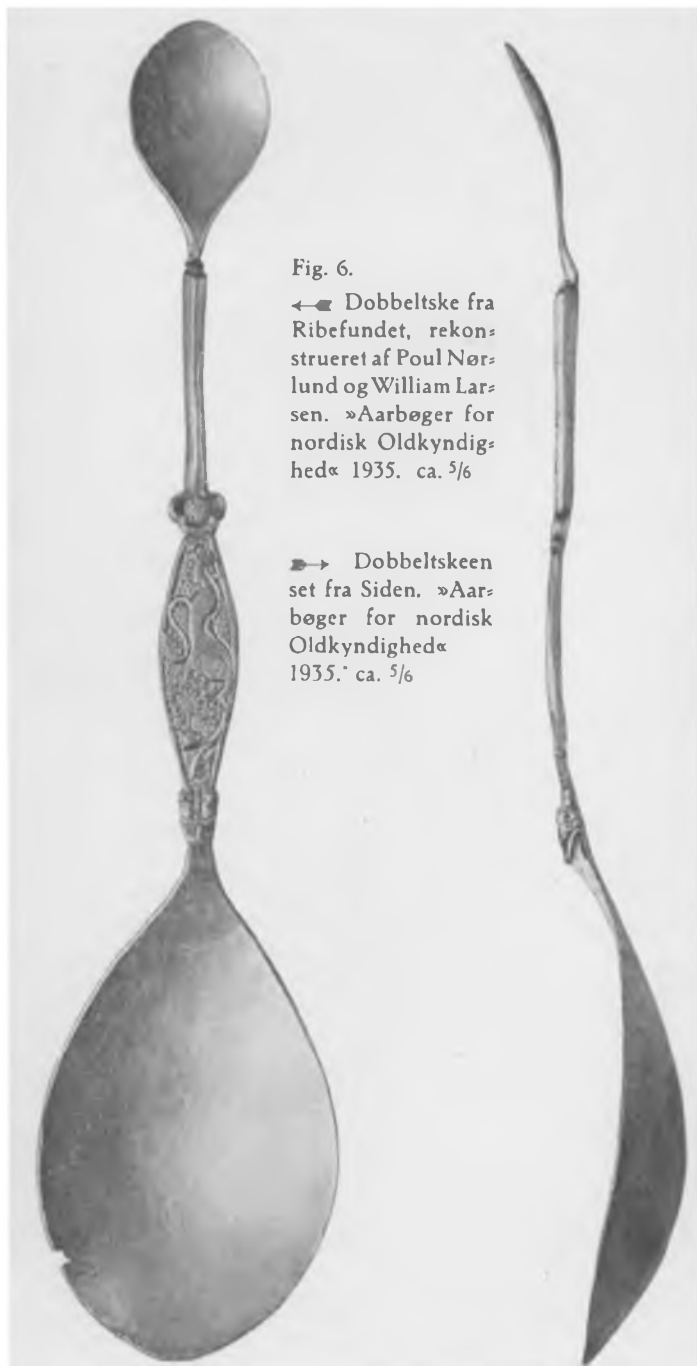 Fig. 6.
Dobbeltske fra
Ribefundet, rekon⸗
strueret af Poul Nør⸗
lund og William Lar⸗
sen. »Aarbøger for
nordisk Oldkyndig⸗
hed« 1935. ca. 5/6
Dobbeltskeen
set fra Siden. »Aar⸗
bøger for nordisk
Oldkyndighed«
1935. ca. 5/6